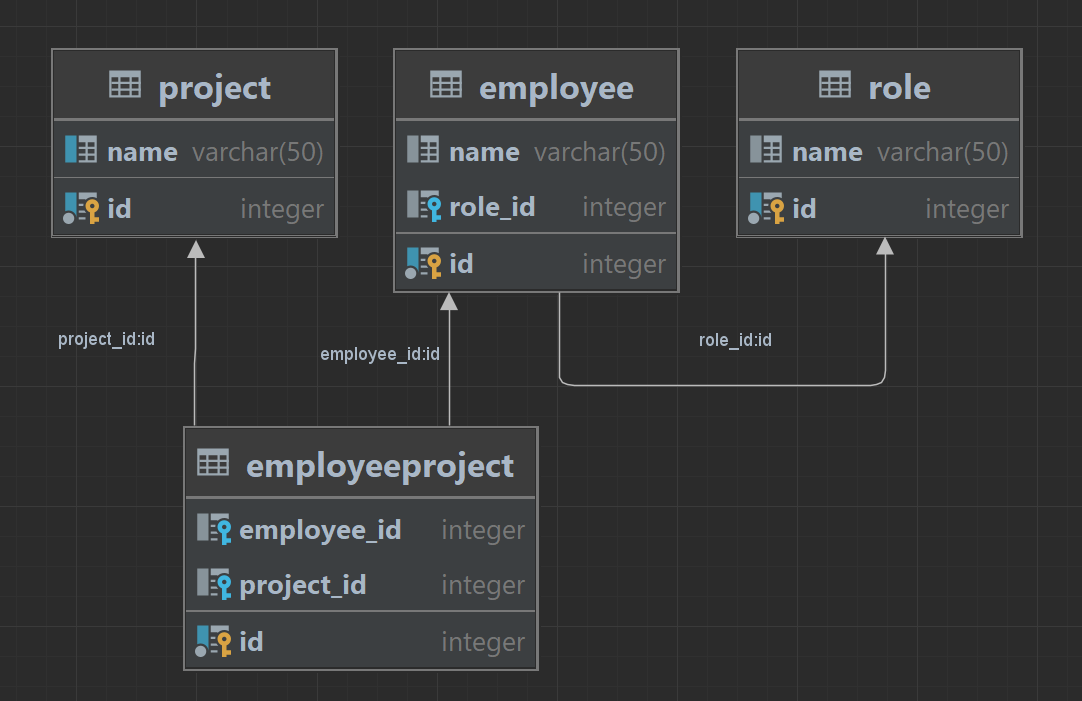 project
name varchar(50)
id integer
employee
name varchar(50)
role_id integer
id integer
role
name varchar(50)
id integer
project_id:id
employee_id:id
role_id:id
employeeproject
employee_id integer
project_id integer
id integer